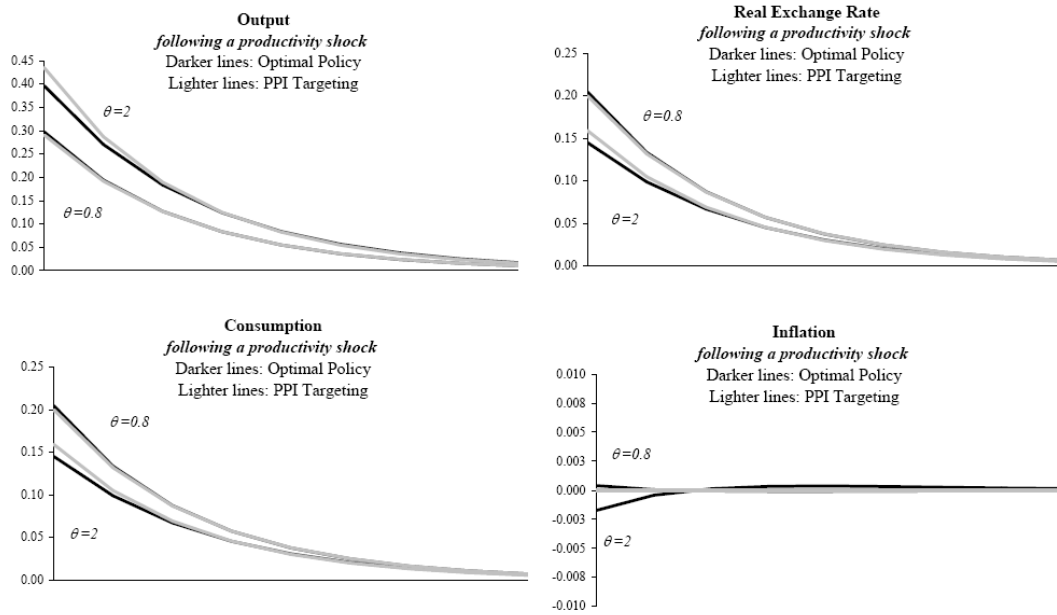 Output
following a productivity shock
Darker lines: Optimal Policy
Lighter lines: PPI Targeting
0.45
0.40
0.35
0.30
0.25
0.20
0.15
0.10
0.05
0.00
θ=2
θ=0.8
Real Exchange Rate
following a productivity shock
Darker lines: Optimal Policy
Lighter lines: PPI Targeting
0.25
0.20
0.15
0.10
0.05
0.00
θ=0.8
θ=2
Consumption
following a productivity shock
Darker lines: Optimal Policy
Lighter lines: PPI Targeting
0.25
0.20
0.15
0.10
0.05
0.00
θ=0.8
θ=2
Inflation
following a productivity shock
Darker lines: Optimal Policy
Lighter lines: PPI Targeting
0.010
0.008
0.005
0.003
0.000
-0.003
-0.005
-0.008
-0.010
θ=0.8
θ=2